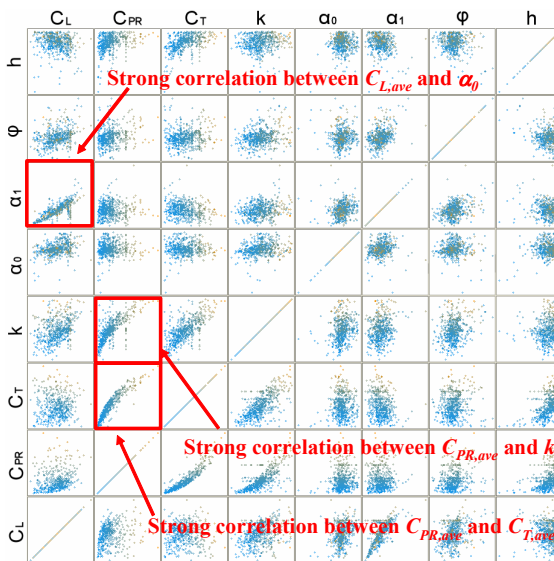 CL CPR CT k α0 α1 φ h
h
Strong correlation between CL,ave and α0
φ
α1
α0
k
CT
Strong correlation between CPR,ave and k
CPR
Strong correlation between CPR,ave and CT,ave
CL